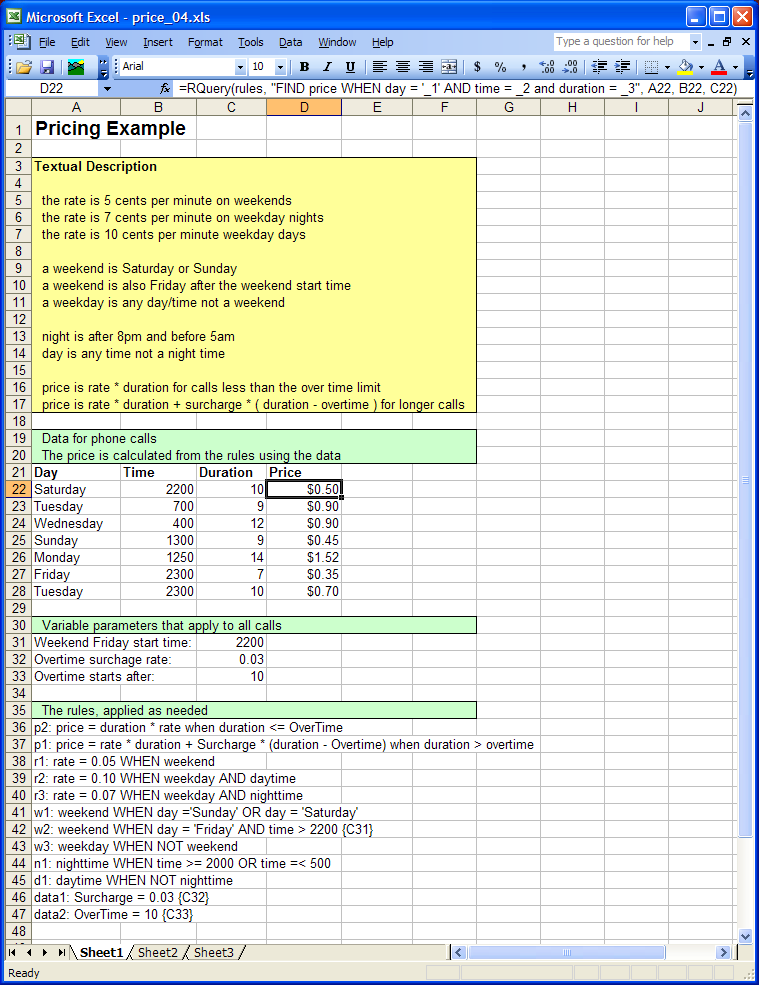 Microsoft Excel - price_04.xls
File Edit View Insert Format Tools Data Window Help Type a question for help
Arial 10 B I U $ % , 
D22 fx =RQuery(rules, "FIND price WHEN day = '_1' AND time = _2 and duration = _3", A22, B22, C22)
A B C D E F G H I J
1 Pricing Example
2
3 Textual Description
4
5 the rate is 5 cents per minute on weekends
6 the rate is 7 cents per minute on weekday nights
7 the rate is 10 cents per minute weekday days
8
9 a weekend is Saturday or Sunday
10 a weekend is also Friday after the weekend start time
11 a weekday is any day/time not a weekend
12
13 night is after 8pm and before 5am
14 day is any time not a night time
15
16 price is rate * duration for calls less than the over time limit
17 price is rate * duration + surcharge * ( duration - overtime ) for longer calls
18
19 Data for phone calls
20 The price is calculated from the rules using the data
21 Day Time Duration Price
22 Saturday 2200 10 $0.50
23 Tuesday 700 9 $0.90
24 Wednesday 400 12 $0.90
25 Sunday 1300 9 $0.45
26 Monday 1250 14 $1.52
27 Friday 2300 7 $0.35
28 Tuesday 2300 10 $0.70
29
30 Variable parameters that apply to all calls
31 Weekend Friday start time: 2200
32 Overtime surchage rate: 0.03
33 Overtime starts after: 10
34
35 The rules, applied as needed
36 p2: price = duration * rate when duration <= OverTime
37 p1: price = rate * duration + Surcharge * (duration - Overtime) when duration > overtime
38 r1: rate = 0.05 WHEN weekend
39 r2: rate = 0.10 WHEN weekday AND daytime
40 r3: rate = 0.07 WHEN weekday AND nighttime
41 w1: weekend WHEN day ='Sunday' OR day = 'Saturday'
42 w2: weekend WHEN day = 'Friday' AND time > 2200 {C31}
43 w3: weekday WHEN NOT weekend
44 n1: nighttime WHEN time >= 2000 OR time =< 500
45 d1: daytime WHEN NOT nighttime
46 data1: Surcharge = 0.03 {C32}
47 data2: OverTime = 10 {C33}
48
Sheet1 Sheet2 Sheet3
Ready